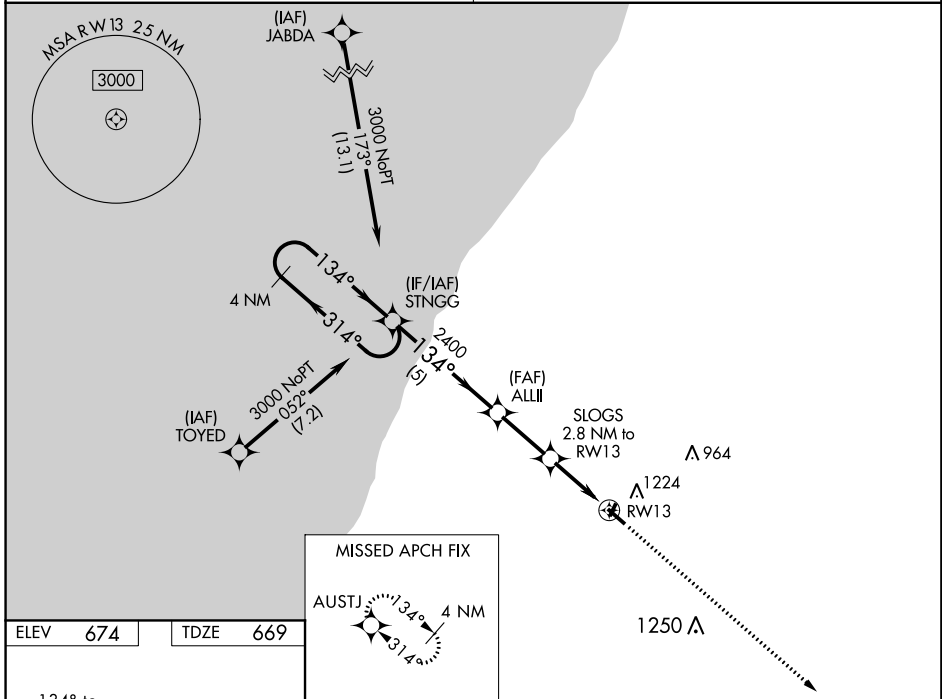 MSA RW13 25 NM
3000
(IAF)
JABDA
3000 NoPT
173°
(13.1)
134°
4 NM
314°
(IF/IAF)
STNGG
2400
134°
(5)
(FAF)
ALLII
3000 NoPT
052°
(7.2)
(IAF)
TOYED
SLOGS
2.8 NM to
RW13
964
1224
RW13
1250
MISSED APCH FIX
AUSTJ
134°
4 NM
314°
ELEV 674
TDZE 669
134° to